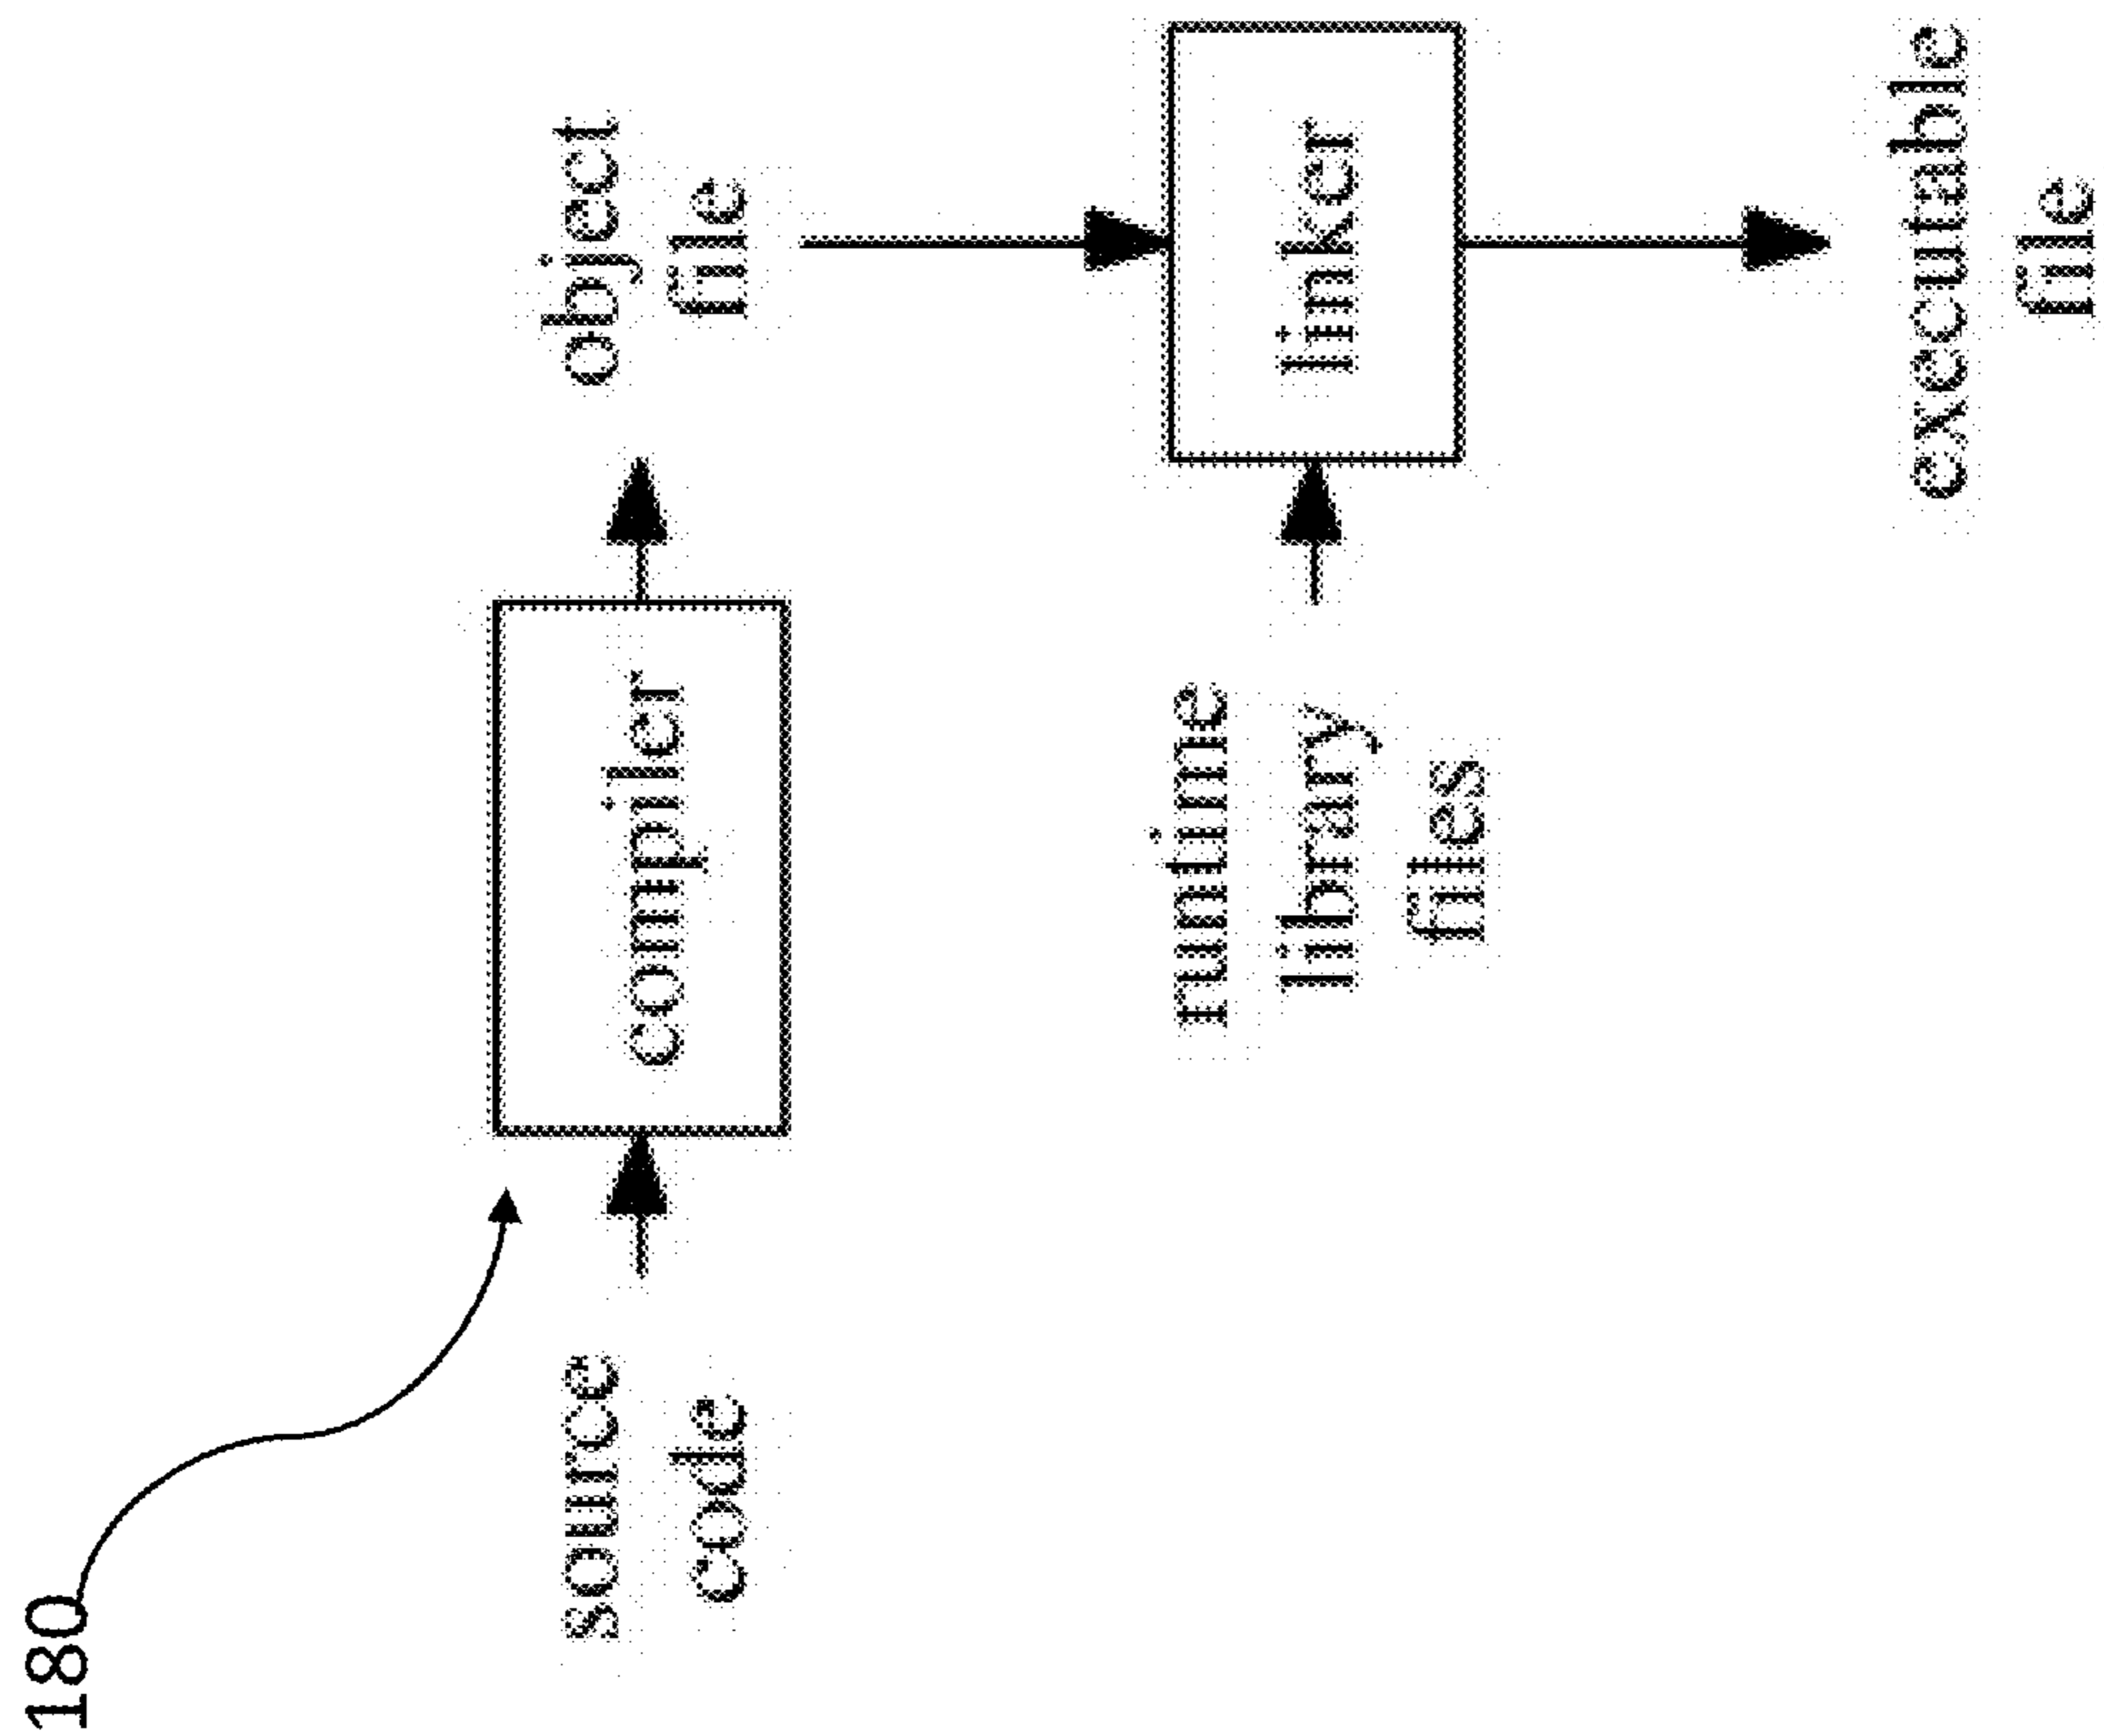 180
source
code
compiler
object
file
runtime
library
files
linker
executable
file